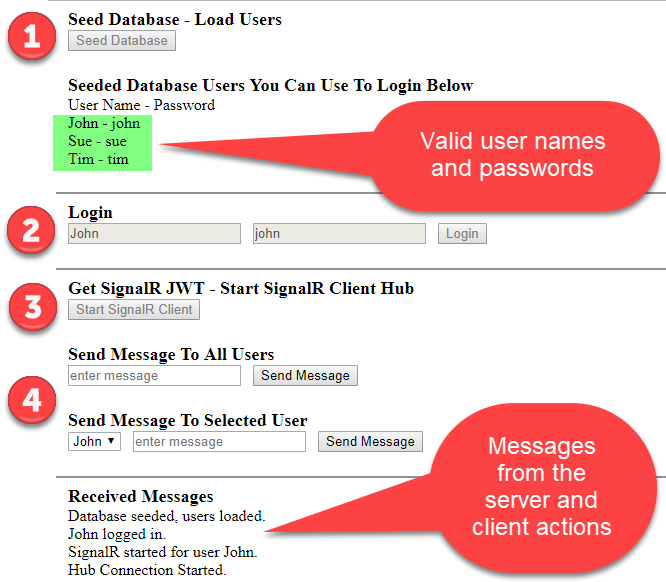 1
Seed Database - Load Users
Seed Database
Seeded Database Users You Can Use To Login Below
User Name - Password
John - john
Sue - sue
Tim - tim
Valid user names
and passwords
2
Login
John john Login
3
Get SignalR JWT - Start SignalR Client Hub
Start SignalR Client
4
Send Message To All Users
enter message Send Message
Send Message To Selected User
John enter message Send Message
Received Messages
Database seeded, users loaded.
John logged in.
SignalR started for user John.
Hub Connection Started.
Messages
from the
server and
client actions